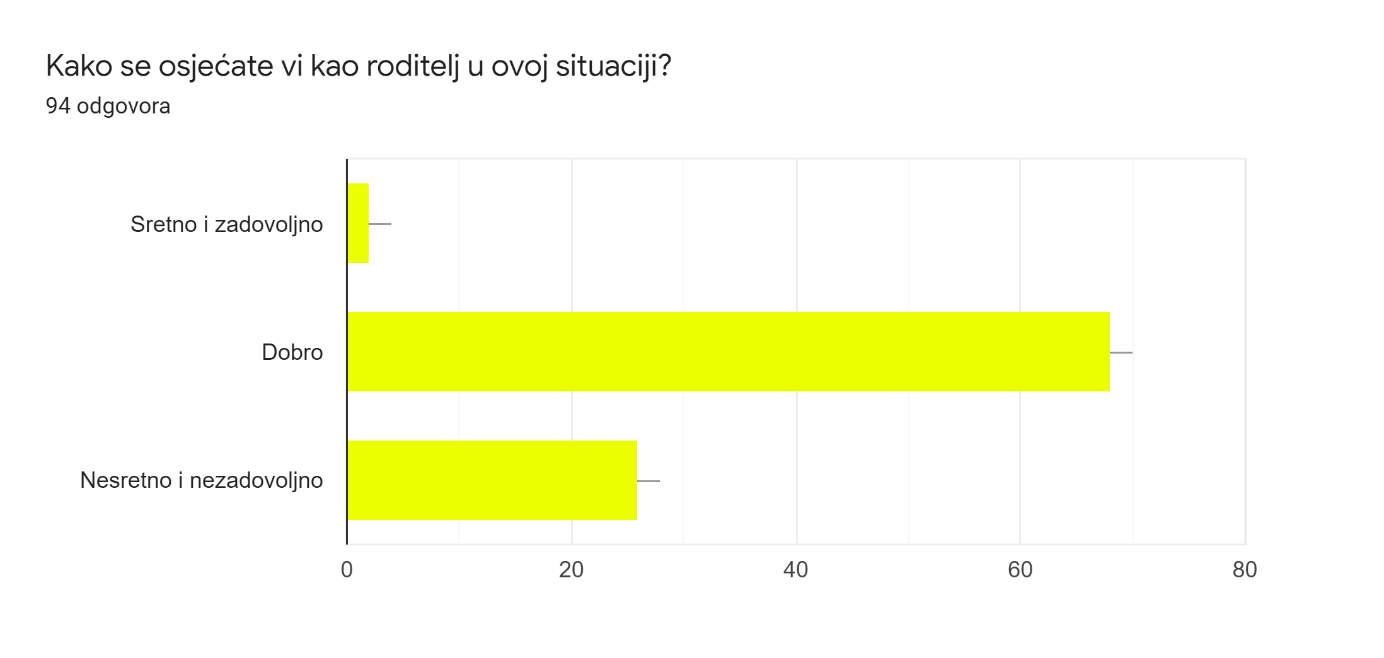 Kako se osjećate vi kao roditelj u ovoj situaciji?
94 odgovora
Sretno i zadovoljno
Dobro
Nesretno i nezadovoljno
0 20 40 60 80